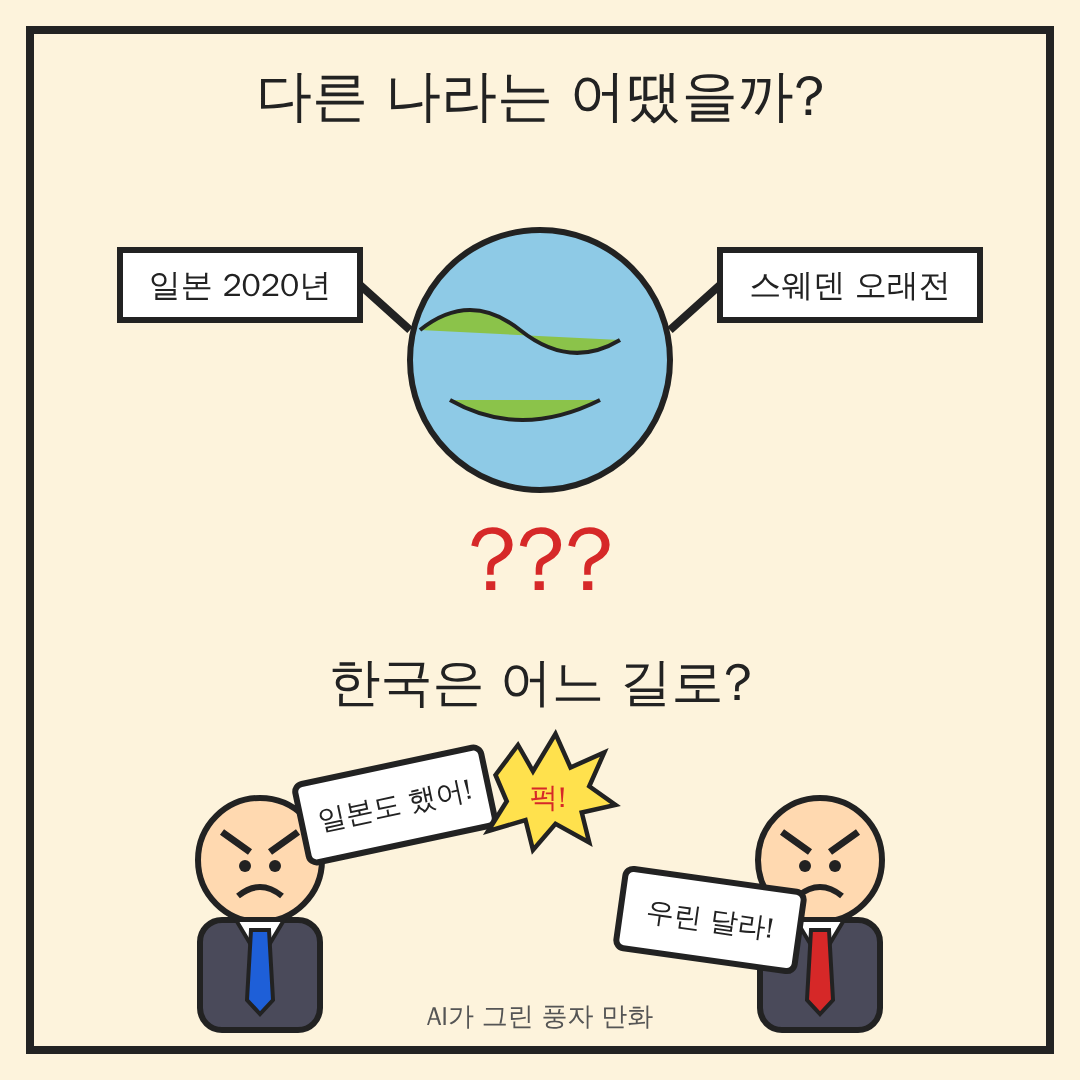 다른 나라는 어땠을까?
일본 2020년
스웨덴 오래전
???
한국은 어느 길로?
일본도 했어!
퍽!
우린 달라!
AI가 그린 풍자 만화